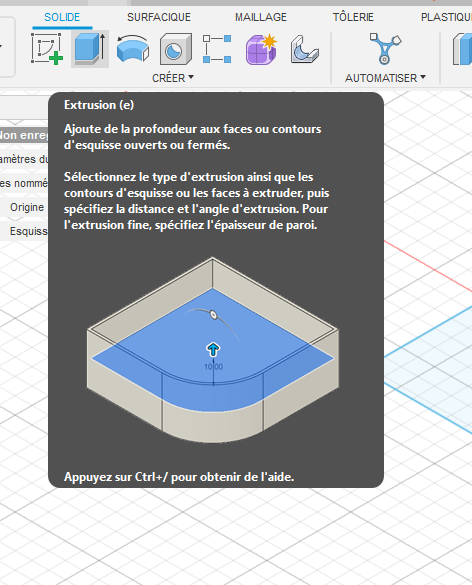 SOLIDE SURFACIQUE MAILLAGE TÔLERIE PLASTIQU
CRÉER AUTOMATISER
Extrusion (e)
Ajoute de la profondeur aux faces ou contours
d'esquisse ouverts ou fermés.
Non enreg
amètres du
es nommé
Origine
Esquiss
Sélectionnez le type d'extrusion ainsi que les
contours d'esquisse ou les faces à extruder, puis
spécifiez la distance et l'angle d'extrusion. Pour
l'extrusion fine, spécifiez l'épaisseur de paroi.
10.00
Appuyez sur Ctrl+/ pour obtenir de l'aide.